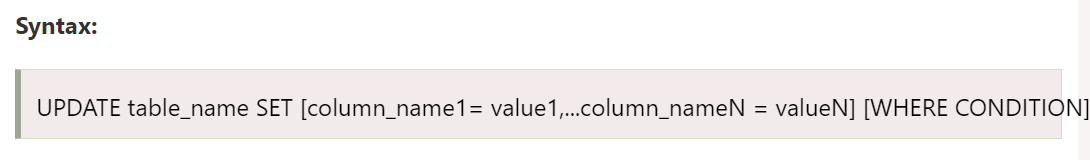 Syntax:
UPDATE table_name SET [column_name1= value1,...column_nameN = valueN] [WHERE CONDITION]